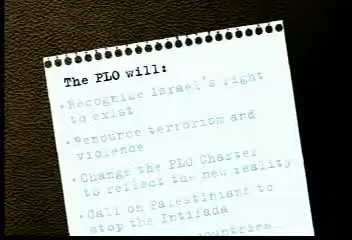 The PLO will:
· Recognize Israel's right
to exist
· Renounce terrorism and
violence
· Change the PLO Charter
to reflect the new reality
· Call on Palestinians to
stop the Intifada